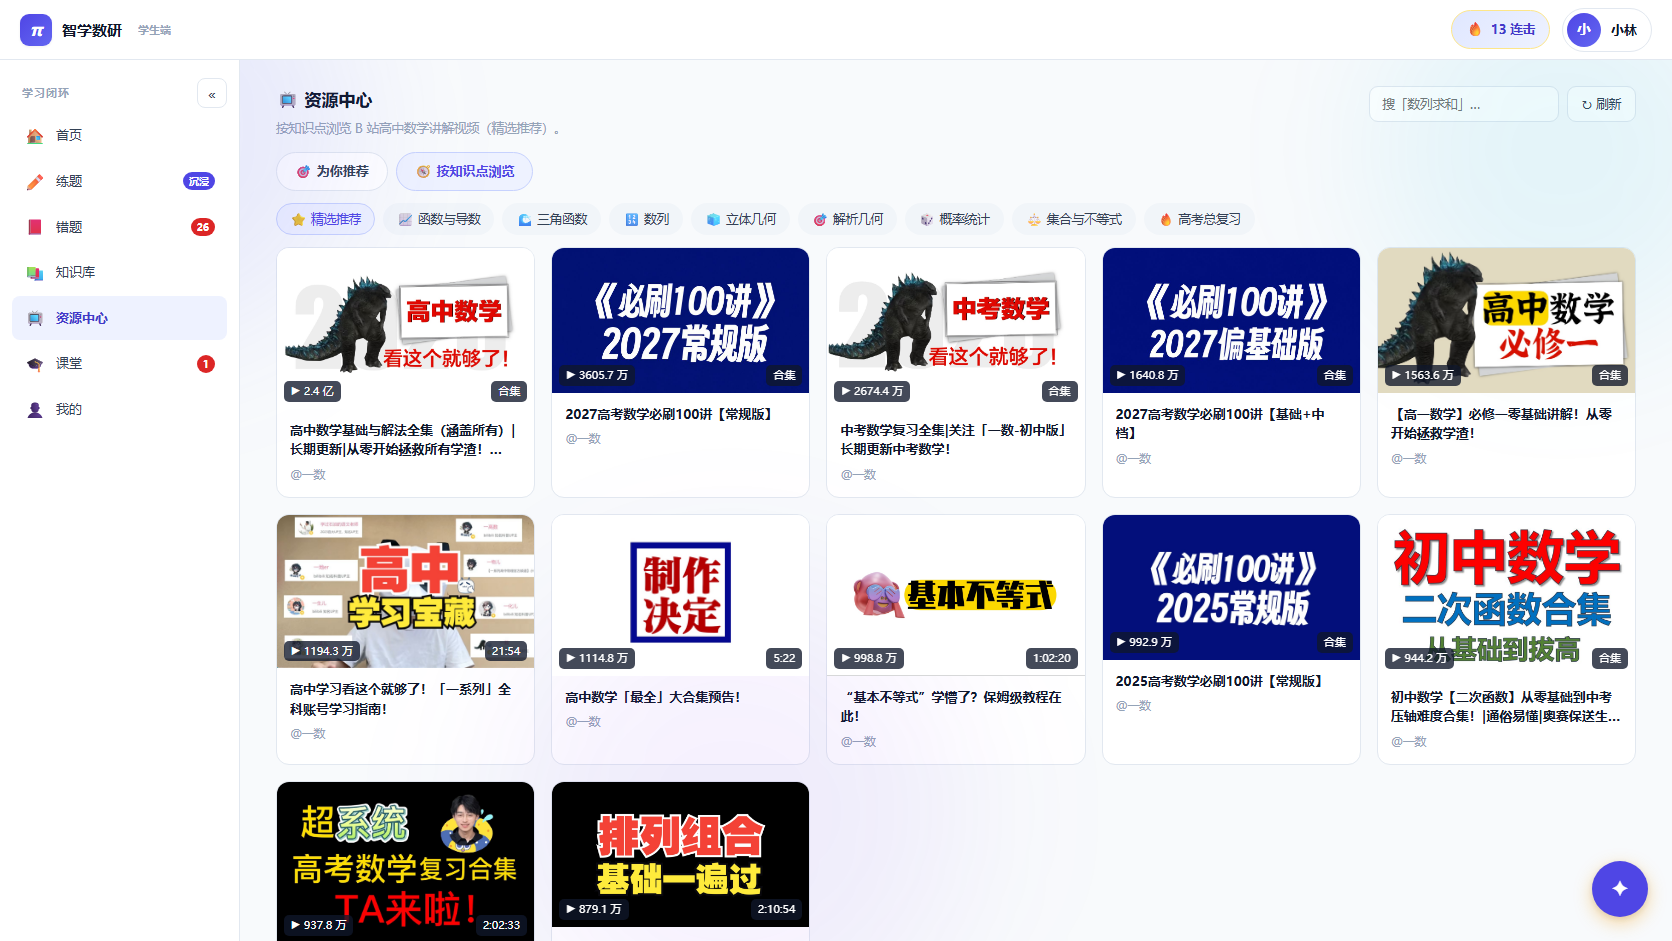 π 智学数研 学生端
🔥 13 连击
小 小林
学习闭环
«
首页
练题 沉浸
错题 26
知识库
资源中心
课堂 1
我的
资源中心
按知识点浏览 B 站高中数学讲解视频（精选推荐）。
搜「数列求和」...
↻ 刷新
为你推荐
按知识点浏览
精选推荐
函数与导数
三角函数
数列
立体几何
解析几何
概率统计
集合与不等式
高考总复习
高中数学
看这个就够了！
▶ 2.4 亿
合集
高中数学基础与解法全集（涵盖所有）|
长期更新|从零开始拯救所有学渣！...
@一数
《必刷100讲》
2027常规版
▶ 3605.7 万
合集
2027高考数学必刷100讲【常规版】
@一数
中考数学
看这个就够了！
▶ 2674.4 万
合集
中考数学复习全集|关注「一数-初中版」
长期更新中考数学！
@一数
《必刷100讲》
2027偏基础版
▶ 1640.8 万
合集
2027高考数学必刷100讲【基础+中
档】
@一数
高中数学
必修一
▶ 1563.6 万
合集
【高一数学】必修一零基础讲解！从零
开始拯救学渣！
@一数
高中
学习宝藏
▶ 1194.3 万
21:54
高中学习看这个就够了！「一系列」全
科账号学习指南！
@一数
制作
决定
▶ 1114.8 万
5:22
高中数学「最全」大合集预告！
@一数
基本不等式
▶ 998.8 万
1:02:20
“基本不等式”学懵了？保姆级教程在
此！
@一数
《必刷100讲》
2025常规版
▶ 992.9 万
合集
2025高考数学必刷100讲【常规版】
@一数
初中数学
二次函数合集
从基础到拔高
▶ 944.2 万
合集
初中数学【二次函数】从零基础到中考
压轴难度合集！|通俗易懂|奥赛保送生...
@一数
超系统
高考数学复习合集
TA来啦！
▶ 937.8 万
2:02:33
排列组合
基础一遍过
▶ 879.1 万
2:10:54